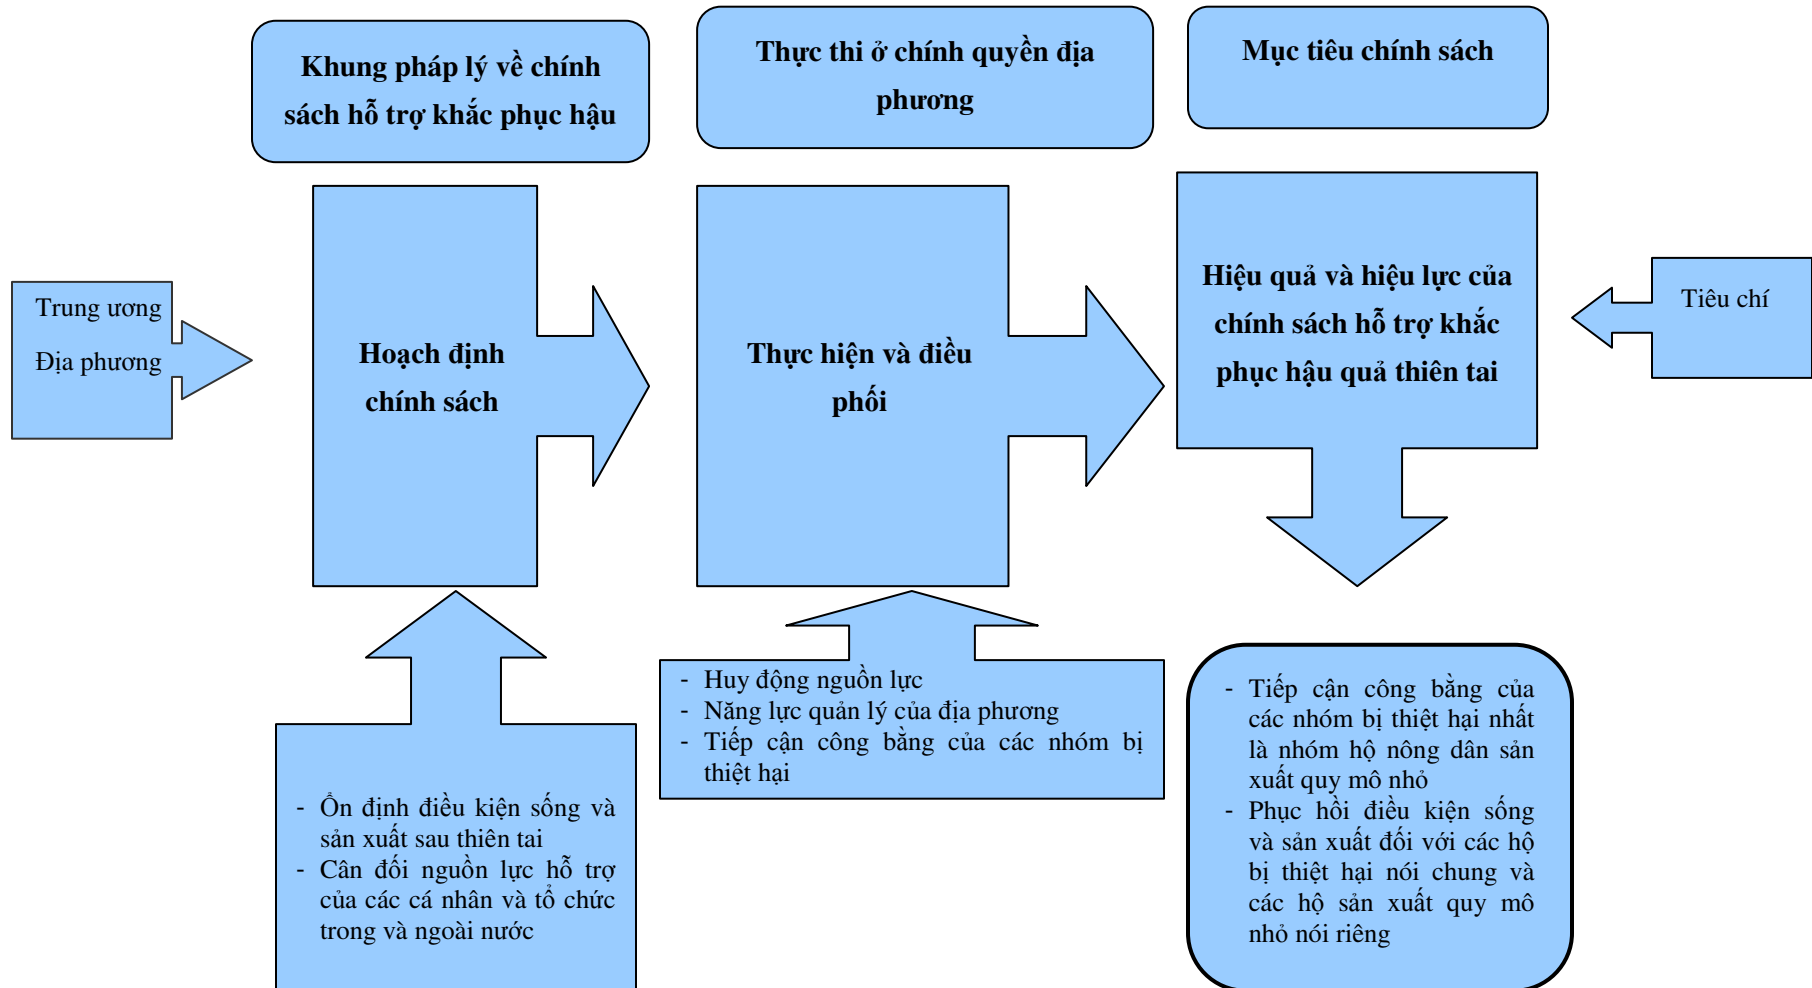 Khung pháp lý về chính
sách hỗ trợ khắc phục hậu
Thực thi ở chính quyền địa
phương
Mục tiêu chính sách
Trung ương
Địa phương
Hoạch định
chính sách
Thực hiện và điều
phối
Hiệu quả và hiệu lực của
chính sách hỗ trợ khắc
phục hậu quả thiên tai
Tiêu chí
- Ổn định điều kiện sống và
sản xuất sau thiên tai
- Cân đối nguồn lực hỗ trợ
của các cá nhân và tổ chức
trong và ngoài nước
- Huy động nguồn lực
- Năng lực quản lý của địa phương
- Tiếp cận công bằng của các nhóm bị
thiệt hại
- Tiếp cận công bằng của
các nhóm bị thiệt hại nhất
là nhóm hộ nông dân sản
xuất quy mô nhỏ
- Phục hồi điều kiện sống
và sản xuất đối với các hộ
bị thiệt hại nói chung và
các hộ sản xuất quy mô
nhỏ nói riêng